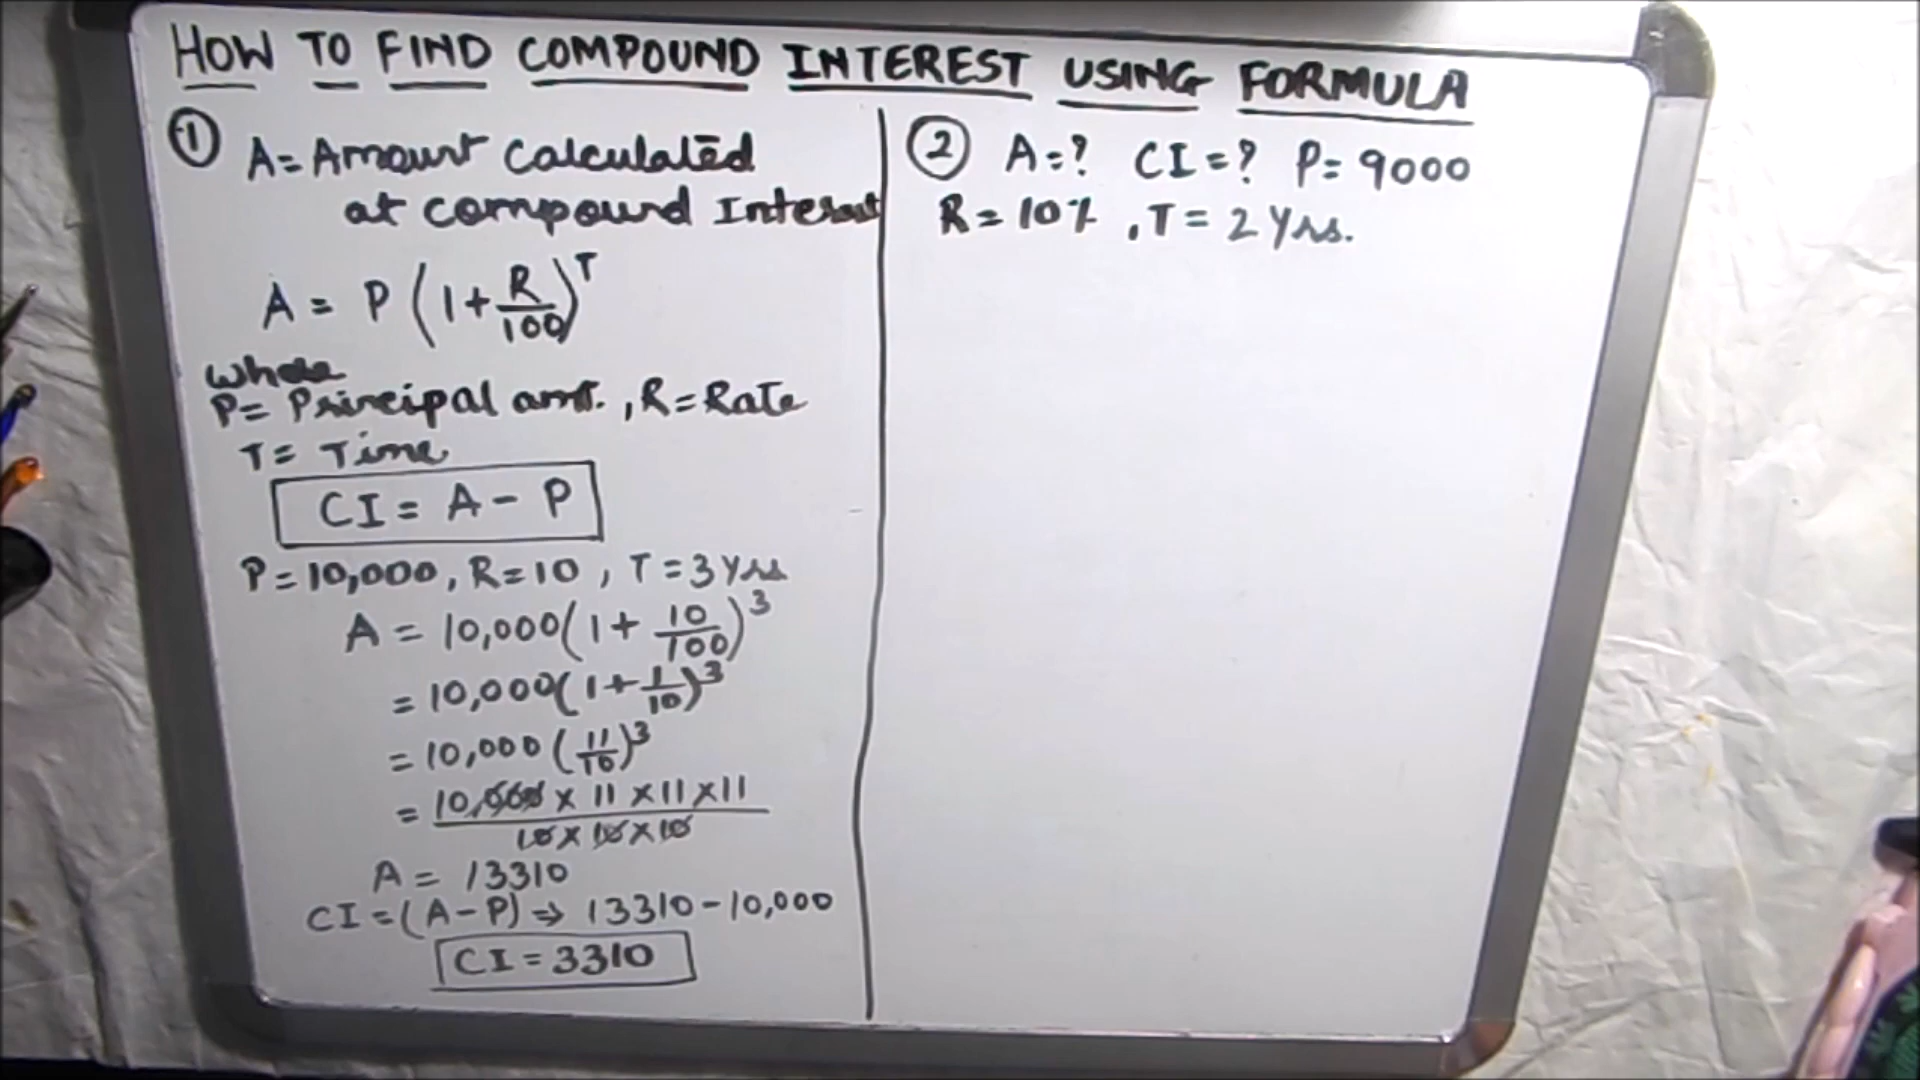 HOW TO FIND COMPOUND INTEREST USING FORMULA
① A = Amount Calculated
at compound Interest
A = P (1 + R/100)^T
where
P = Principal amt. , R = Rate
T = Time
CI = A - P
P = 10,000 , R = 10 , T = 3 Yrs
A = 10,000 (1 + 10/100)^3
= 10,000 (1 + 1/10)^3
= 10,000 (11/10)^3
= 10,000 × 11 × 11 × 11 / 10 × 10 × 10
A = 13310
CI = (A - P) ⇒ 13310 - 10,000
CI = 3310
② A = ? CI = ? P = 9000
R = 10% , T = 2 Yrs.